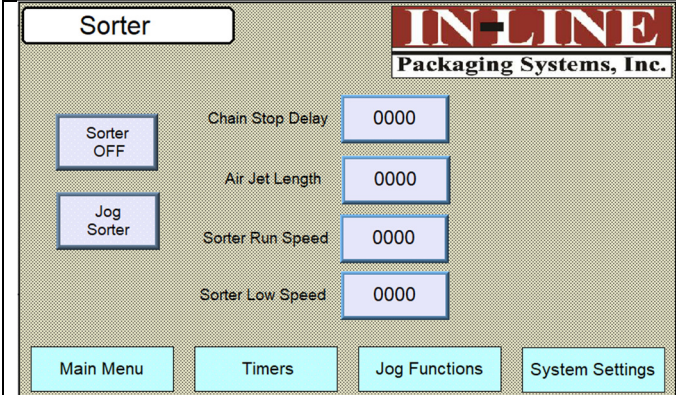 Sorter
IN-LINE
Packaging Systems, Inc.
Sorter
OFF
Jog
Sorter
Chain Stop Delay 0000
Air Jet Length 0000
Sorter Run Speed 0000
Sorter Low Speed 0000
Main Menu Timers Jog Functions System Settings